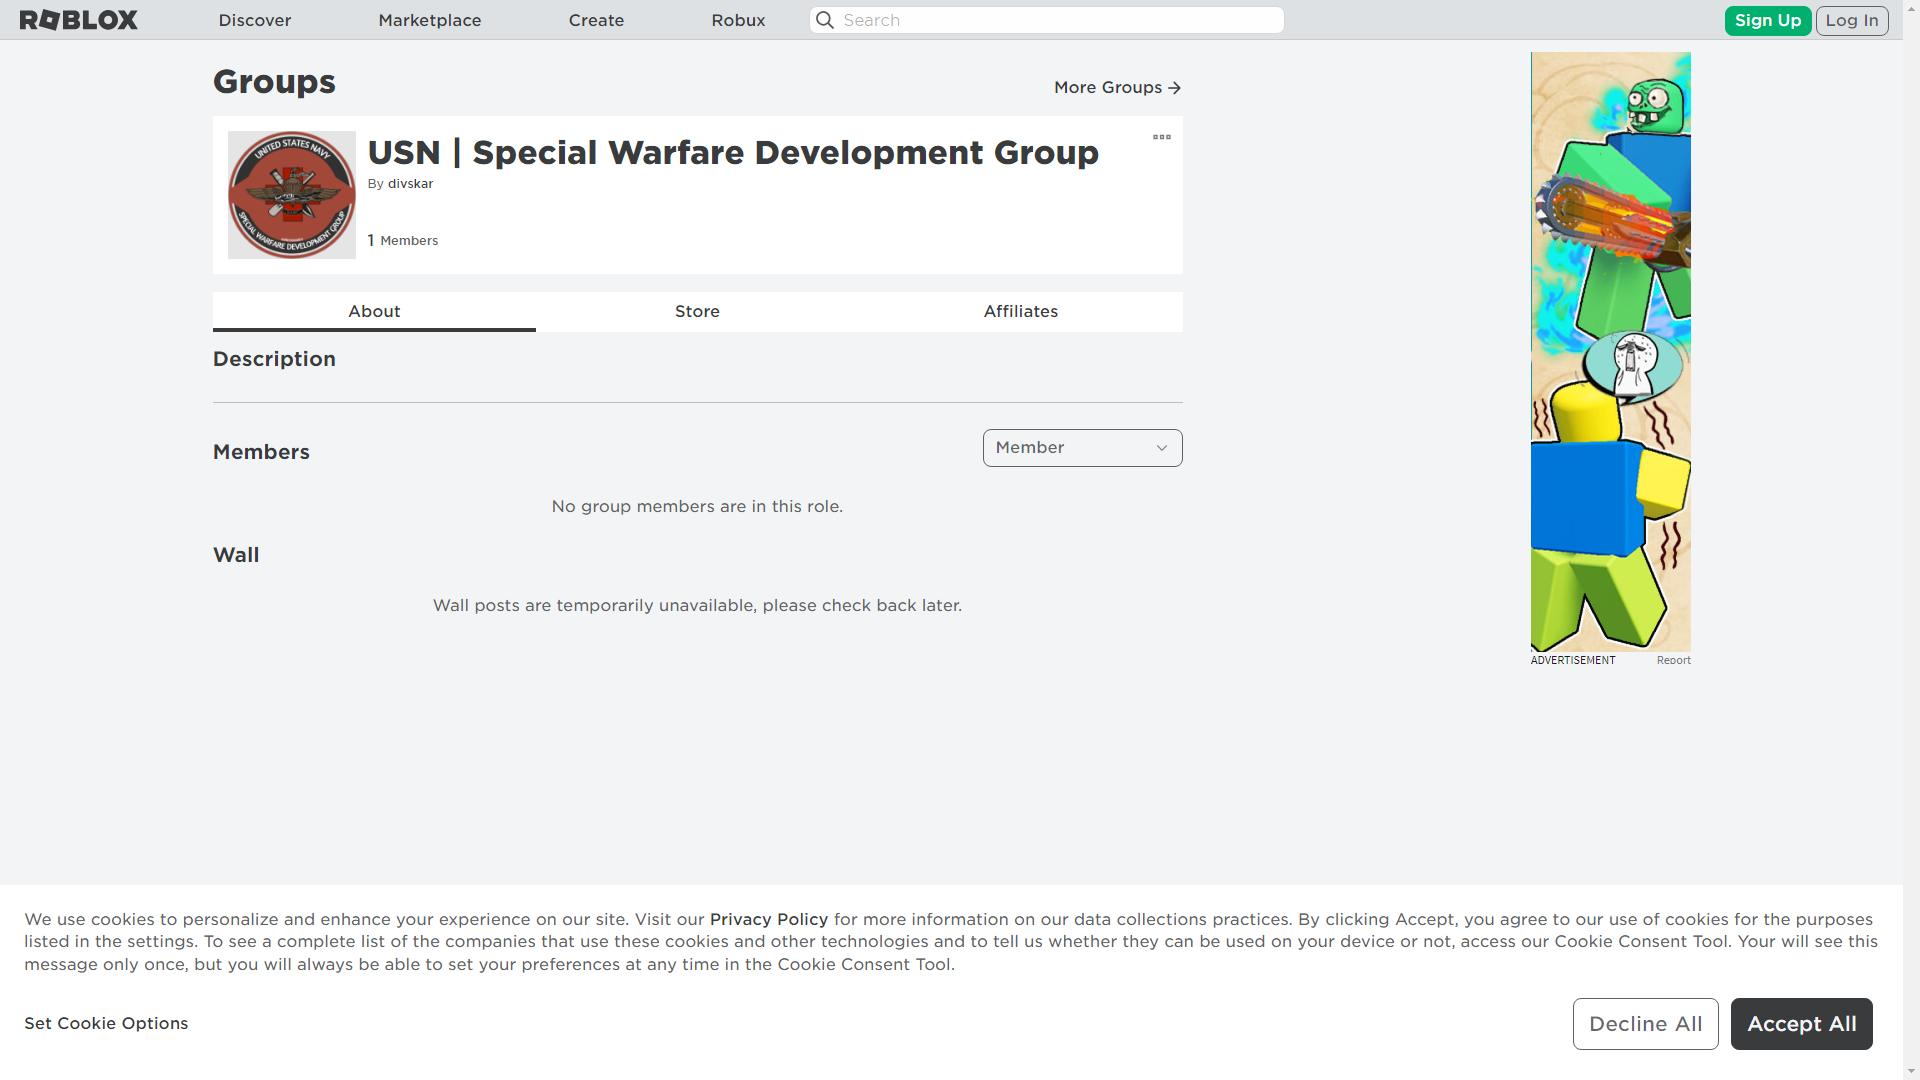 ROBLOX
Discover
Marketplace
Create
Robux
Search
Sign Up
Log In
Groups
More Groups
UNITED STATES NAVY
SPECIAL WARFARE DEVELOPMENT GROUP
USN | Special Warfare Development Group
By divskar
1 Members
About
Store
Affiliates
Description
Members
Member
No group members are in this role.
Wall
Wall posts are temporarily unavailable, please check back later.
ADVERTISEMENT
Report
We use cookies to personalize and enhance your experience on our site. Visit our Privacy Policy for more information on our data collections practices. By clicking Accept, you agree to our use of cookies for the purposes
listed in the settings. To see a complete list of the companies that use these cookies and other technologies and to tell us whether they can be used on your device or not, access our Cookie Consent Tool. Your will see this
message only once, but you will always be able to set your preferences at any time in the Cookie Consent Tool.
Set Cookie Options
Decline All
Accept All